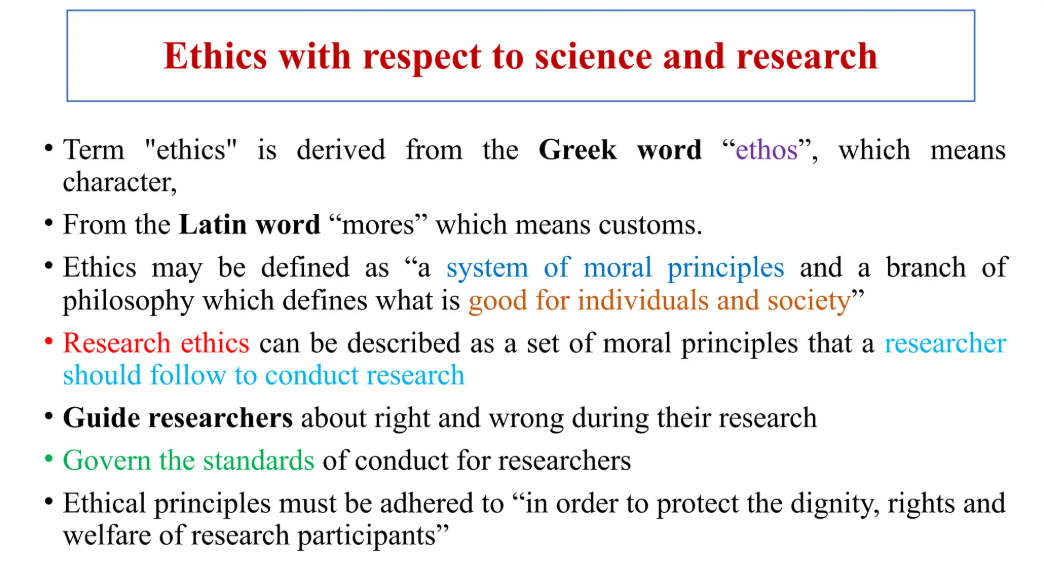 Ethics with respect to science and research
• Term "ethics" is derived from the Greek word “ethos”, which means
character,
• From the Latin word “mores” which means customs.
• Ethics may be defined as “a system of moral principles and a branch of
philosophy which defines what is good for individuals and society”
• Research ethics can be described as a set of moral principles that a researcher
should follow to conduct research
• Guide researchers about right and wrong during their research
• Govern the standards of conduct for researchers
• Ethical principles must be adhered to “in order to protect the dignity, rights and
welfare of research participants”